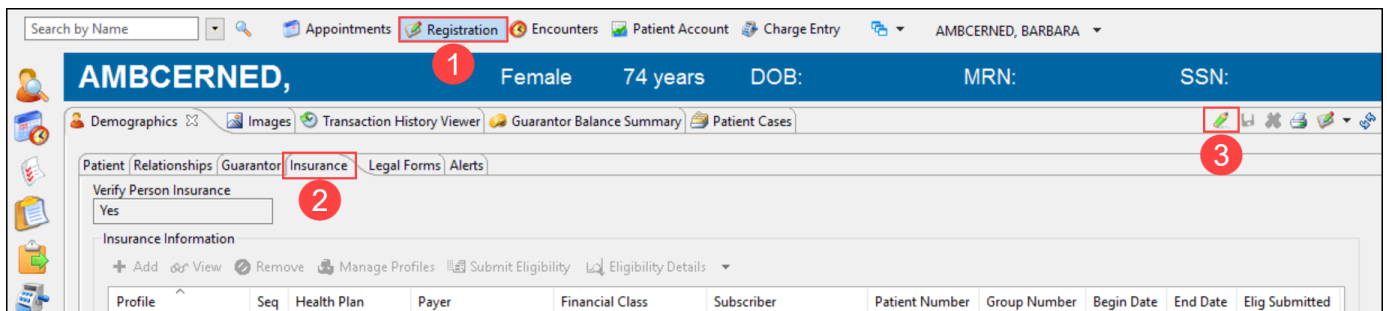 Search by Name Appointments Registration Encounters Patient Account Charge Entry AMBCERNED, BARBARA
1
AMBCERNED, Female 74 years DOB: MRN: SSN:
Demographics Images Transaction History Viewer Guarantor Balance Summary Patient Cases
3
Patient Relationships Guarantor Insurance Legal Forms Alerts
2
Verify Person Insurance
Yes
Insurance Information
Add View Remove Manage Profiles Submit Eligibility Eligibility Details
Profile Seq Health Plan Payer Financial Class Subscriber Patient Number Group Number Begin Date End Date Elig Submitted